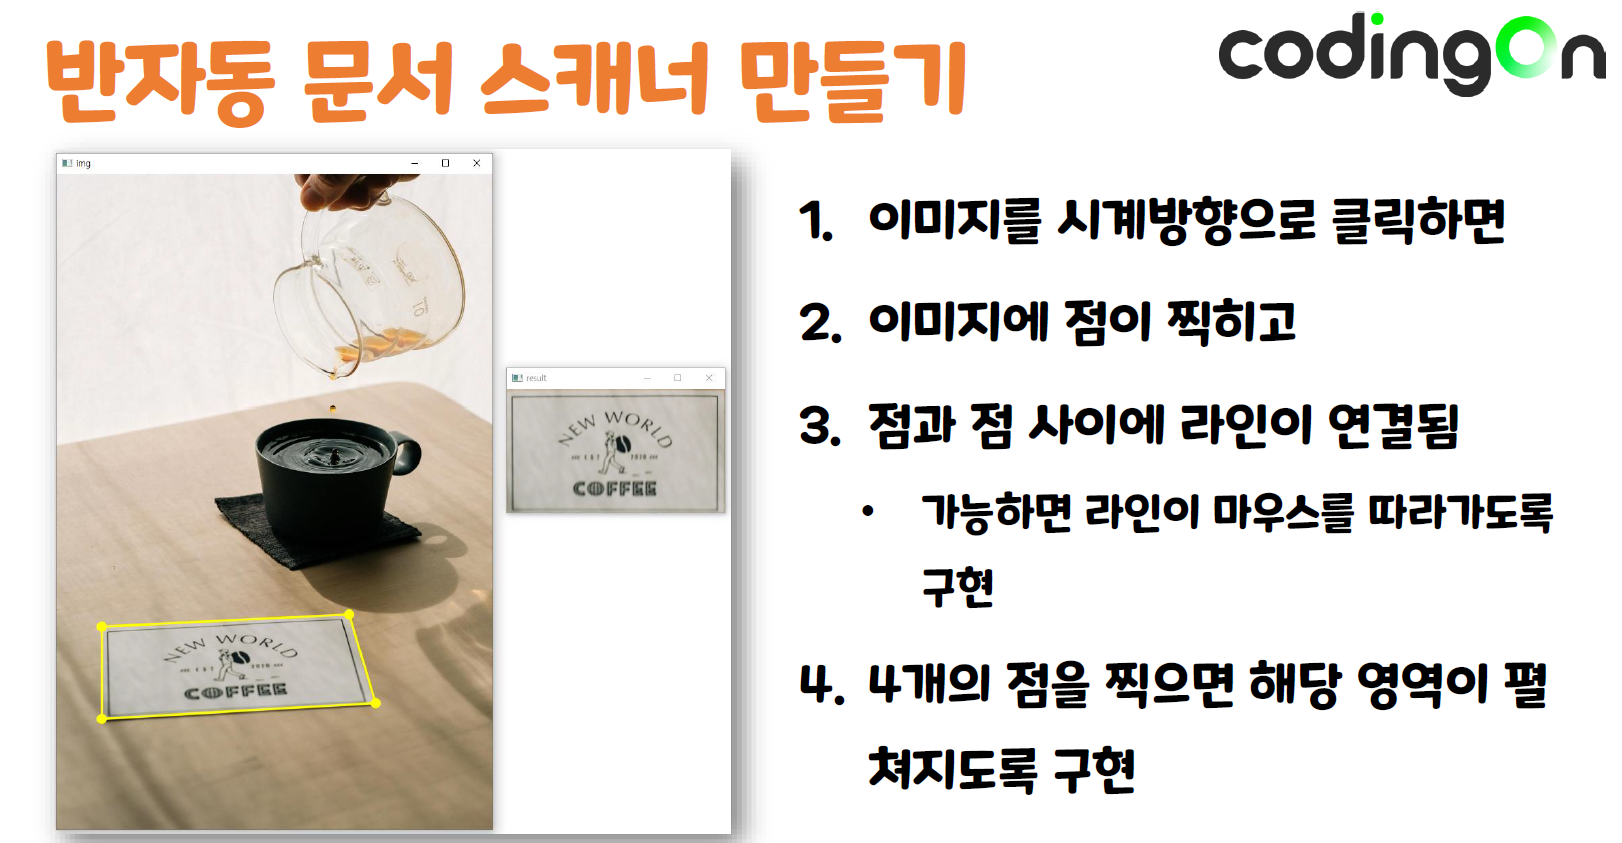 반자동 문서 스캐너 만들기
codingOn
img
result
NEW WORLD
EST 2020
COFFEE
NEW WORLD
EST 2020
COFFEE
1. 이미지를 시계방향으로 클릭하면
2. 이미지에 점이 찍히고
3. 점과 점 사이에 라인이 연결됨
• 가능하면 라인이 마우스를 따라가도록
구현
4. 4개의 점을 찍으면 해당 영역이 펼
쳐지도록 구현